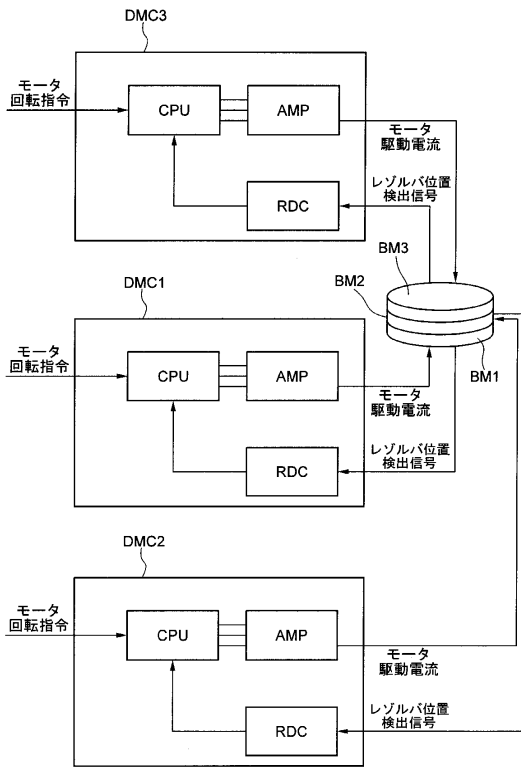 DMC3
モータ
回転指令
CPU
AMP
モータ
駆動電流
レゾルバ位置
検出信号
RDC
BM3
BM2
BM1
DMC1
モータ
回転指令
CPU
AMP
モータ
駆動電流
レゾルバ位置
検出信号
RDC
DMC2
モータ
回転指令
CPU
AMP
モータ
駆動電流
レゾルバ位置
検出信号
RDC